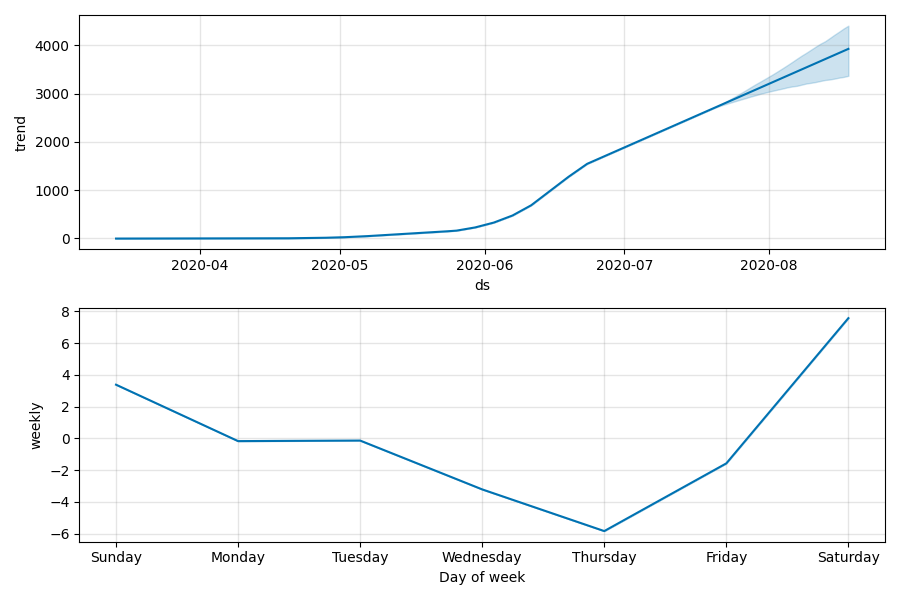 4000
3000
2000
1000
0
trend
2020-04 2020-05 2020-06 2020-07 2020-08
ds
8
6
4
2
0
−2
−4
−6
weekly
Sunday Monday Tuesday Wednesday Thursday Friday Saturday
Day of week